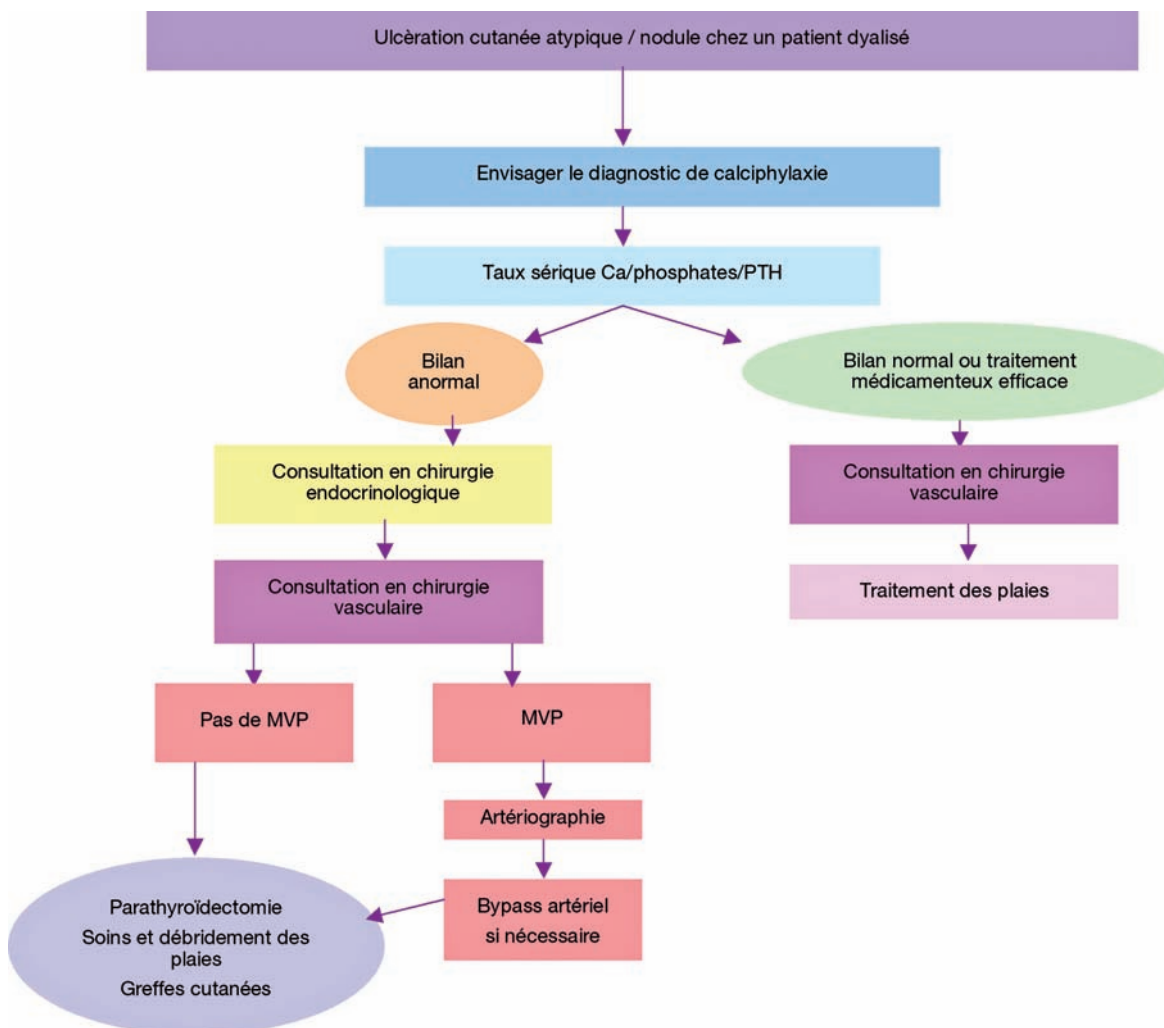 Ulcèration cutanée atypique / nodule chez un patient dyalisé
Envisager le diagnostic de calciphylaxie
Taux sérique Ca/phosphates/PTH
Bilan
anormal
Bilan normal ou traitement
médicamenteux efficace
Consultation en chirurgie
endocrinologique
Consultation en chirurgie
vasculaire
Consultation en chirurgie
vasculaire
Traitement des plaies
Pas de MVP
MVP
Artériographie
Bypass artériel
si nécessaire
Parathyroïdectomie
Soins et débridement des
plaies
Greffes cutanées